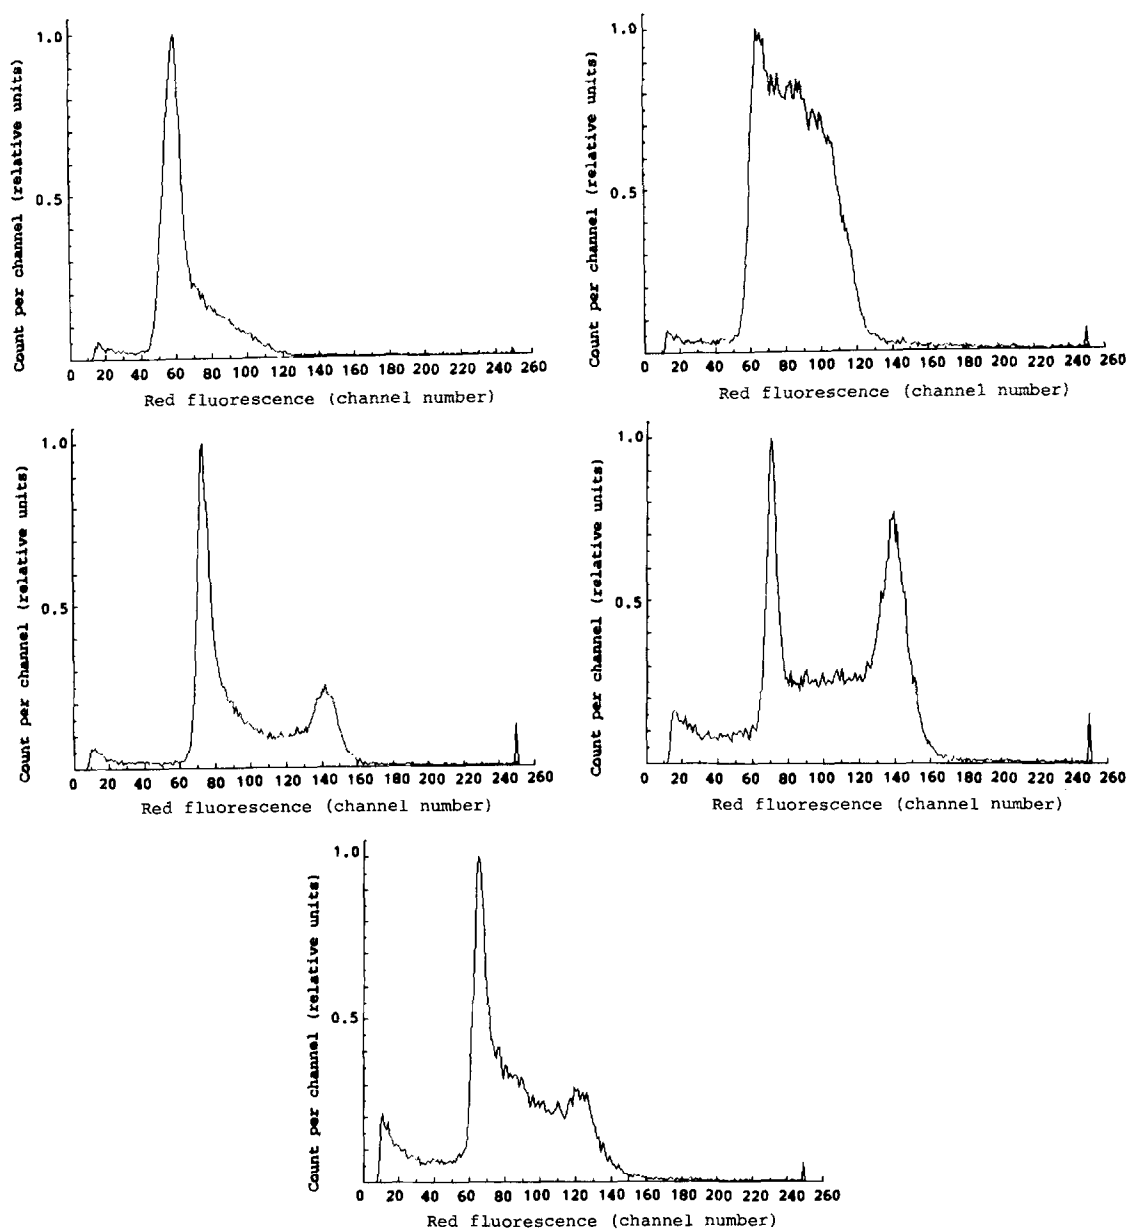 Count per channel (relative units)
1.0
0.5
0 20 40 60 80 100 120 140 160 180 200 220 240 260
Red fluorescence (channel number)
Count per channel (relative units)
1.0
0.5
0 20 40 60 80 100 120 140 160 180 200 220 240 260
Red fluorescence (channel number)
Count per channel (relative units)
1.0
0.5
0 20 40 60 80 100 120 140 160 180 200 220 240 260
Red fluorescence (channel number)
Count per channel (relative units)
1.0
0.5
0 20 40 60 80 100 120 140 160 180 200 220 240 260
Red fluorescence (channel number)
Count per channel (relative units)
1.0
0.5
0 20 40 60 80 100 120 140 160 180 200 220 240 260
Red fluorescence (channel number)